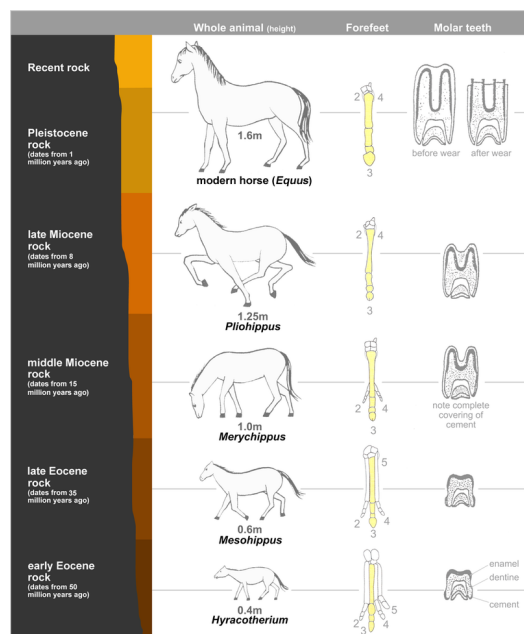 Whole animal (height) Forefeet Molar teeth
Recent rock
2 4
1.6m
Pleistocene
rock
(dates from 1
million years ago)
before wear after wear
3
modern horse (Equus)
late Miocene
rock
(dates from 8
million years ago)
2 4
3
1.25m
Pliohippus
middle Miocene
rock
(dates from 15
million years ago)
2 4
3
note complete
covering of
cement
1.0m
Merychippus
late Eocene
rock
(dates from 35
million years ago)
5
2 4
3
0.6m
Mesohippus
early Eocene
rock
(dates from 50
million years ago)
enamel
dentine
cement
5
2 4
3
0.4m
Hyracotherium